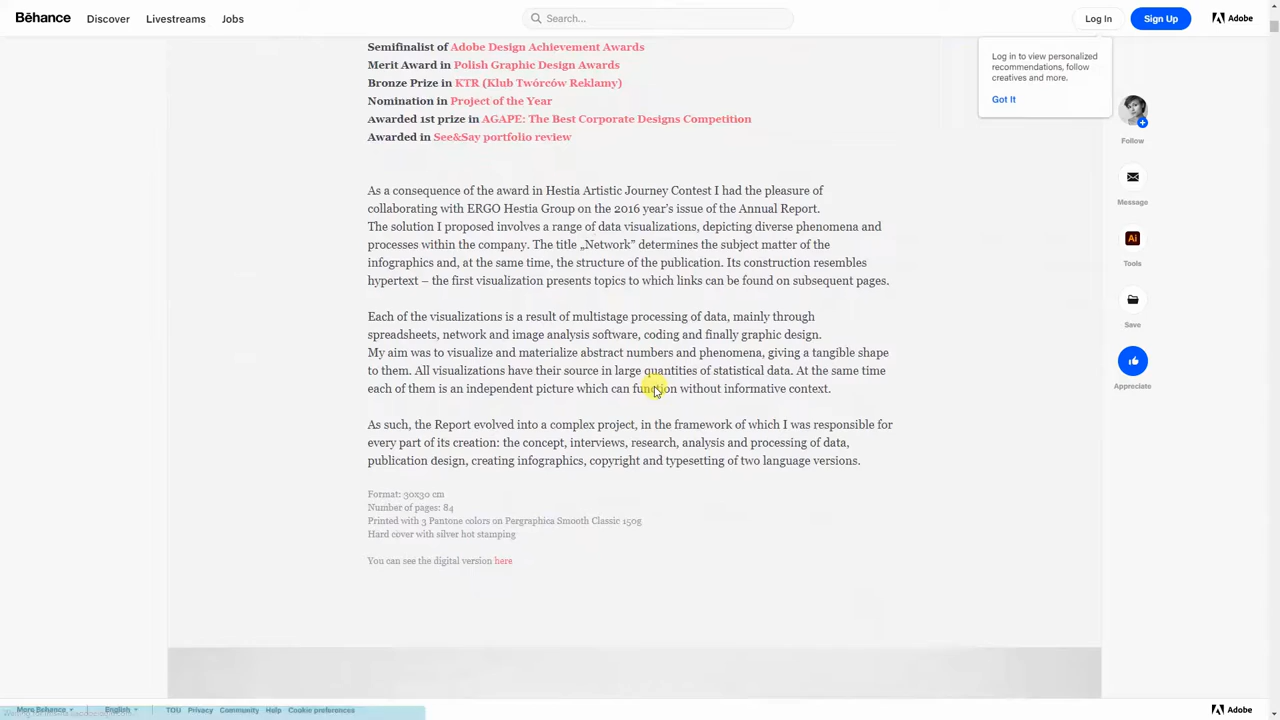 Bēhance Discover Livestreams Jobs Search... Log In Sign Up Adobe
Log in to view personalized
recommendations, follow
creatives and more.
Got It
Semifinalist of Adobe Design Achievement Awards
Merit Award in Polish Graphic Design Awards
Bronze Prize in KTR (Klub Twórców Reklamy)
Nomination in Project of the Year
Awarded 1st prize in AGAPE: The Best Corporate Designs Competition
Awarded in See&Say portfolio review
As a consequence of the award in Hestia Artistic Journey Contest I had the pleasure of
collaborating with ERGO Hestia Group on the 2016 year's issue of the Annual Report.
The solution I proposed involves a range of data visualizations, depicting diverse phenomena and
processes within the company. The title „Network” determines the subject matter of the
infographics and, at the same time, the structure of the publication. Its construction resembles
hypertext – the first visualization presents topics to which links can be found on subsequent pages.
Each of the visualizations is a result of multistage processing of data, mainly through
spreadsheets, network and image analysis software, coding and finally graphic design.
My aim was to visualize and materialize abstract numbers and phenomena, giving a tangible shape
to them. All visualizations have their source in large quantities of statistical data. At the same time
each of them is an independent picture which can function without informative context.
As such, the Report evolved into a complex project, in the framework of which I was responsible for
every part of its creation: the concept, interviews, research, analysis and processing of data,
publication design, creating infographics, copyright and typesetting of two language versions.
Format: 30x30 cm
Number of pages: 84
Printed with 3 Pantone colors on Pergraphica Smooth Classic 150g
Hard cover with silver hot stamping
You can see the digital version here
Follow
Message
Ai
Tools
Save
Appreciate
More Behance English TOU Privacy Community Help Cookie preferences Adobe